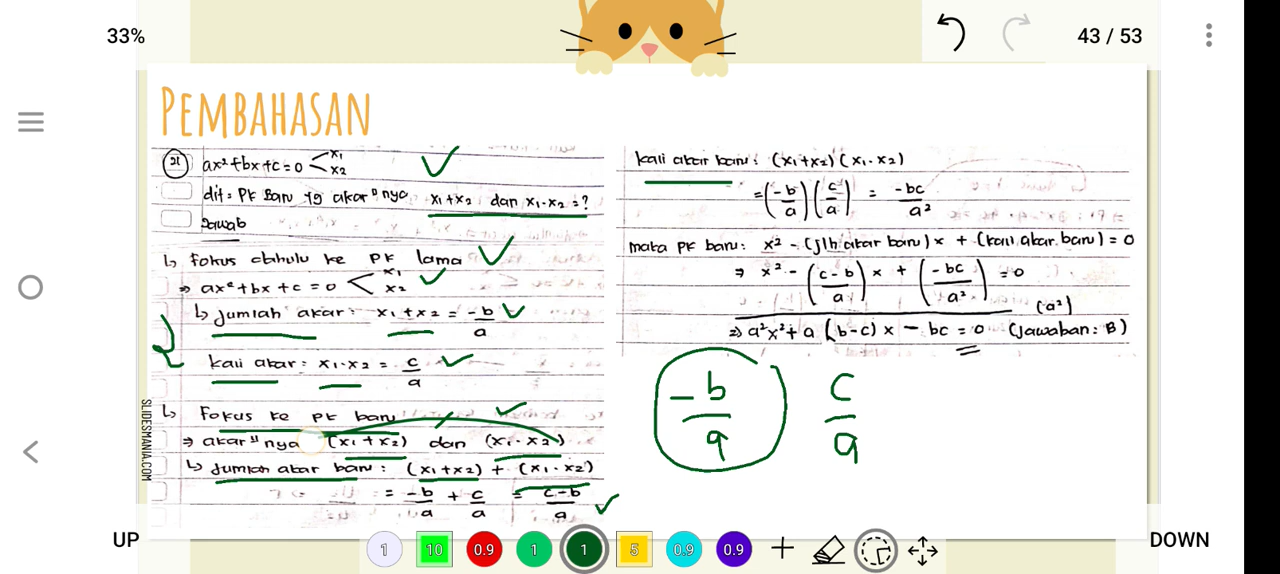 33%
43 / 53
PEMBAHASAN
21 ax²+bx+c=0 < x1
x2
dit = PK Baru yg akar"nya x1+x2 dan x1·x2 = ?
Jawab
↳ Fokus dahulu ke PK lama
⇒ ax²+bx+c=0 < x1
x2
↳ Jumlah akar: x1+x2 = -b/a
kali akar: x1·x2 = c/a
↳ Fokus ke PK baru
⇒ akar"nya (x1+x2) dan (x1·x2)
↳ Jumlah akar baru: (x1+x2) + (x1·x2)
= -b/a + c/a = c-b/a
kali akar baru: (x1+x2)(x1·x2)
= (-b/a)(c/a) = -bc/a²
maka PK baru: x² - (jlh akar baru)x + (kali akar baru) = 0
⇒ x² - (c-b/a)x + (-bc/a²) = 0
(a²)
⇒ a²x² + a(b-c)x - bc = 0 (Jawaban: B)
-b/a c/a
SLIDESMANIA.COM
UP
1 10 0.9 1 1 5 0.9 0.9 +
DOWN